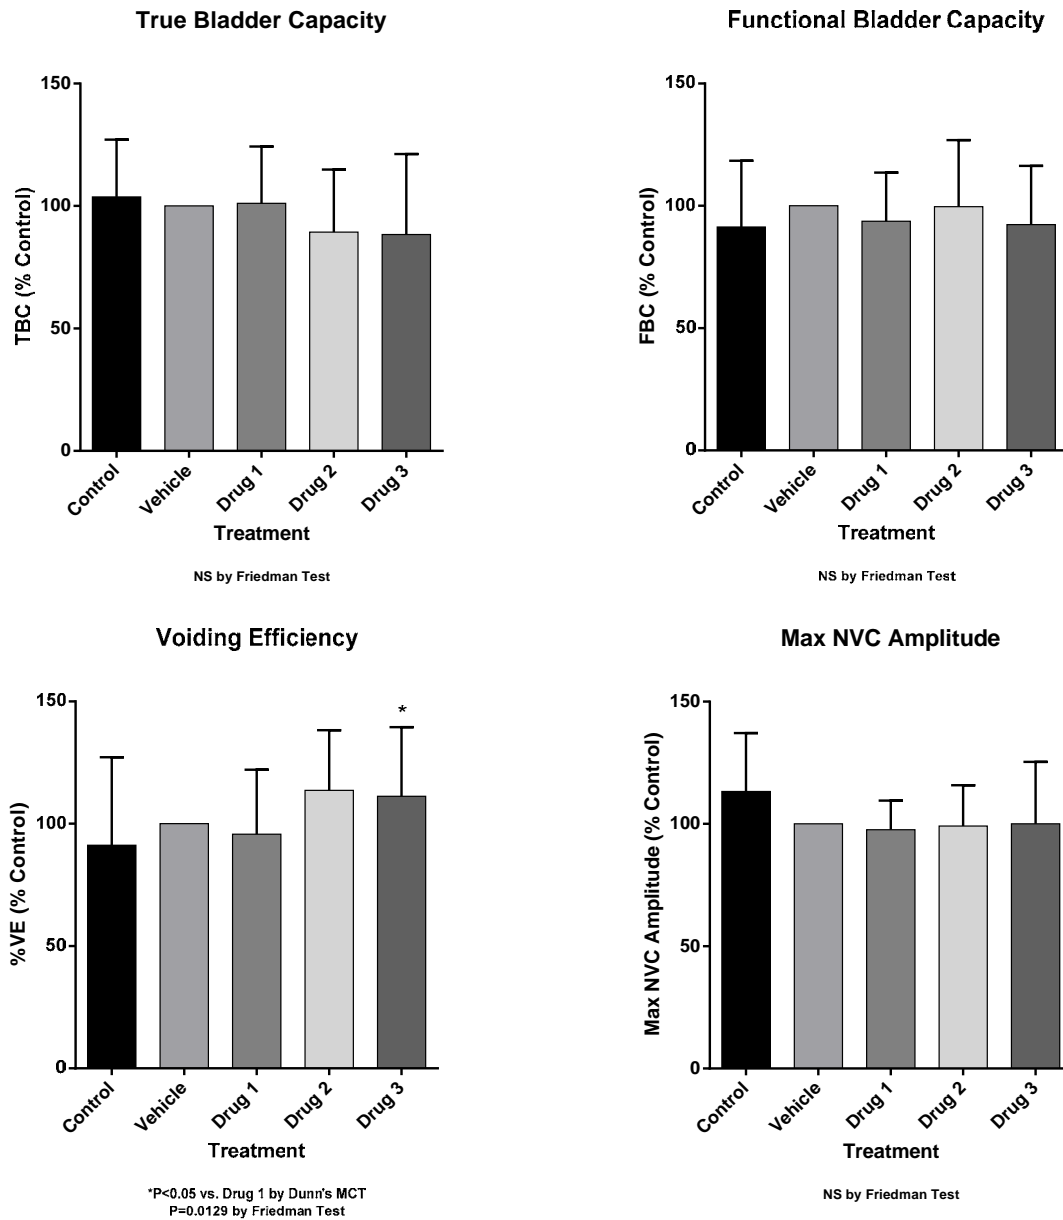 True Bladder Capacity
TBC (% Control)
150
100
50
0
Control
Vehicle
Drug 1
Drug 2
Drug 3
Treatment
NS by Friedman Test
Functional Bladder Capacity
FBC (% Control)
150
100
50
0
Control
Vehicle
Drug 1
Drug 2
Drug 3
Treatment
NS by Friedman Test
Voiding Efficiency
%VE (% Control)
150
100
50
0
*
Control
Vehicle
Drug 1
Drug 2
Drug 3
Treatment
*P<0.05 vs. Drug 1 by Dunn's MCT
P=0.0129 by Friedman Test
Max NVC Amplitude
Max NVC Amplitude (% Control)
150
100
50
0
Control
Vehicle
Drug 1
Drug 2
Drug 3
Treatment
NS by Friedman Test